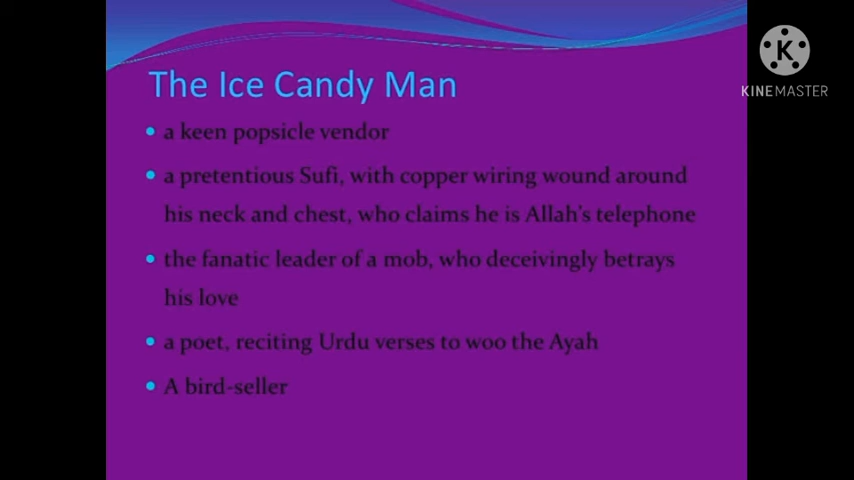 The Ice Candy Man
K
KINEMASTER
• a keen popsicle vendor
• a pretentious Sufi, with copper wiring wound around
his neck and chest, who claims he is Allah's telephone
• the fanatic leader of a mob, who deceivingly betrays
his love
• a poet, reciting Urdu verses to woo the Ayah
• A bird-seller